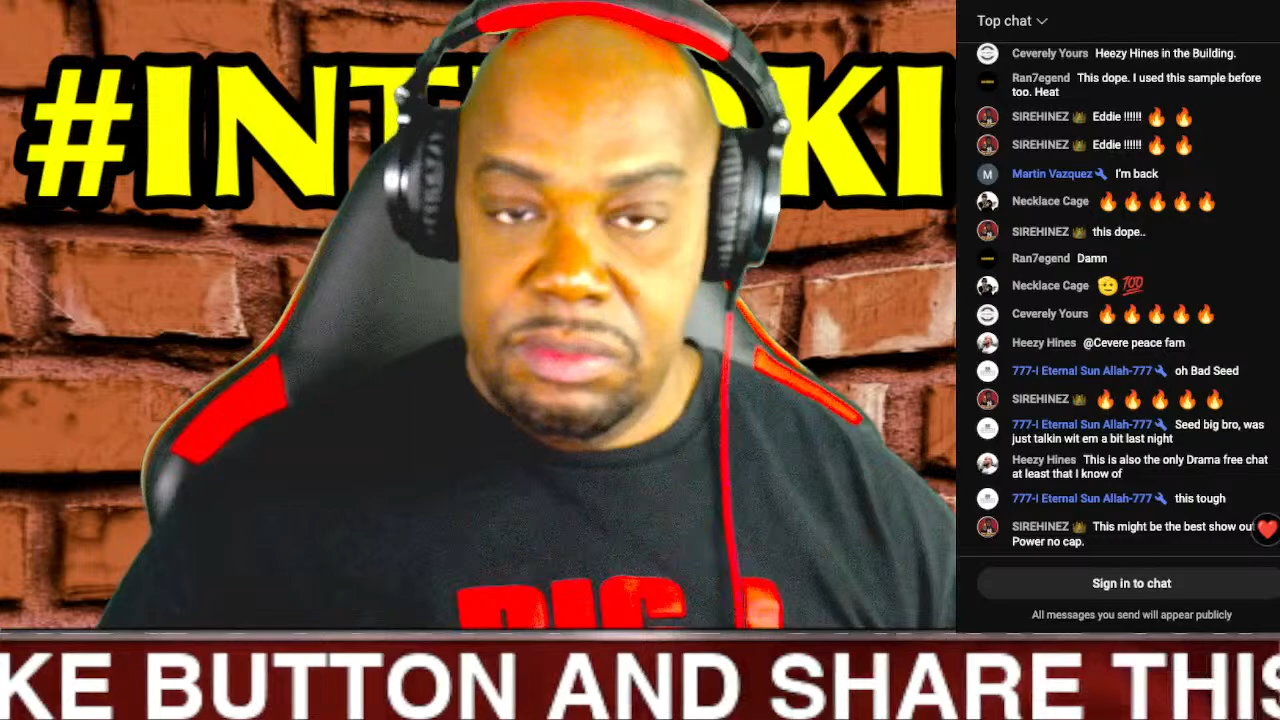 Top chat
Ceverely Yours Heezy Hines in the Building.
Ran7egend This dope. I used this sample before
too. Heat
SIREHINEZ Eddie !!!!!! 🔥 🔥
SIREHINEZ Eddie !!!!!! 🔥 🔥
M Martin Vazquez I'm back
Necklace Cage 🔥 🔥 🔥 🔥 🔥
SIREHINEZ this dope..
Ran7egend Damn
Necklace Cage 🫡 💯
Ceverely Yours 🔥 🔥 🔥 🔥 🔥
Heezy Hines @Cevere peace fam
777-I Eternal Sun Allah-777 oh Bad Seed
SIREHINEZ 🔥 🔥 🔥 🔥 🔥
777-I Eternal Sun Allah-777 Seed big bro, was
just talkin wit em a bit last night
Heezy Hines This is also the only Drama free chat
at least that I know of
777-I Eternal Sun Allah-777 this tough
SIREHINEZ This might be the best show ou
Power no cap.
Sign in to chat
All messages you send will appear publicly
KE BUTTON AND SHARE THIS